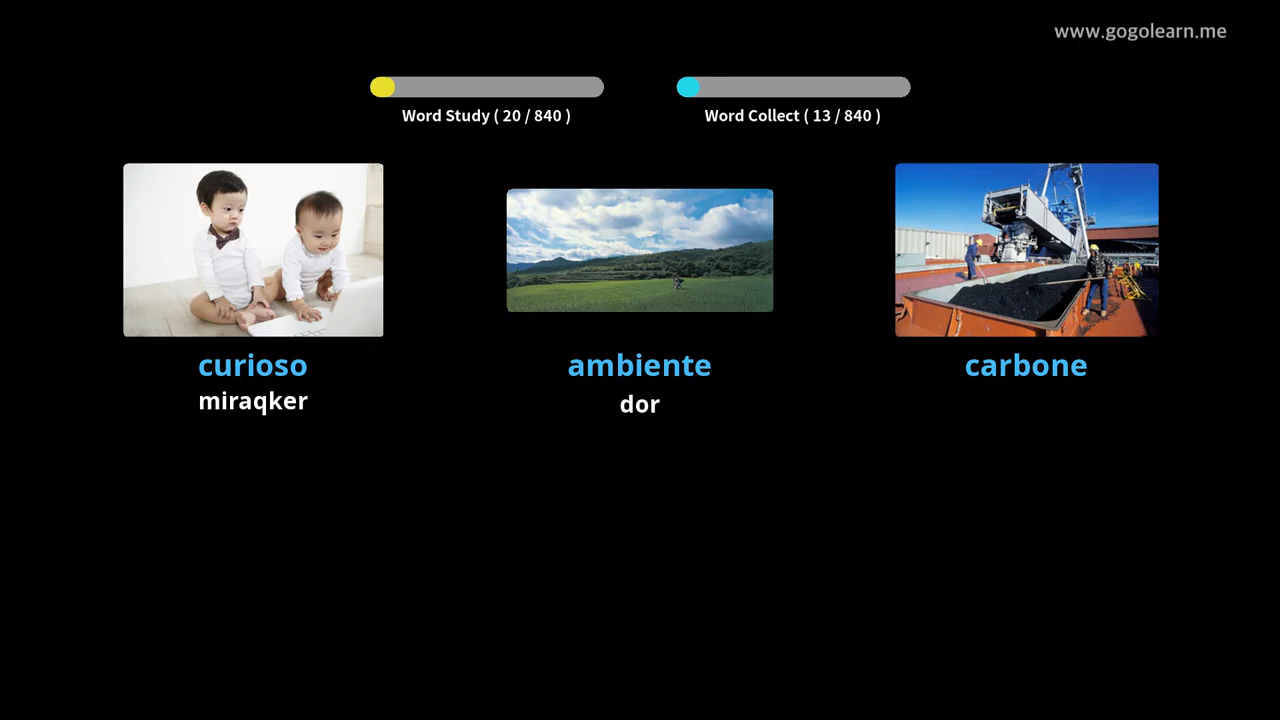 www.gogolearn.me
Word Study ( 20 / 840 )
Word Collect ( 13 / 840 )
curioso
miraqker
ambiente
dor
carbone